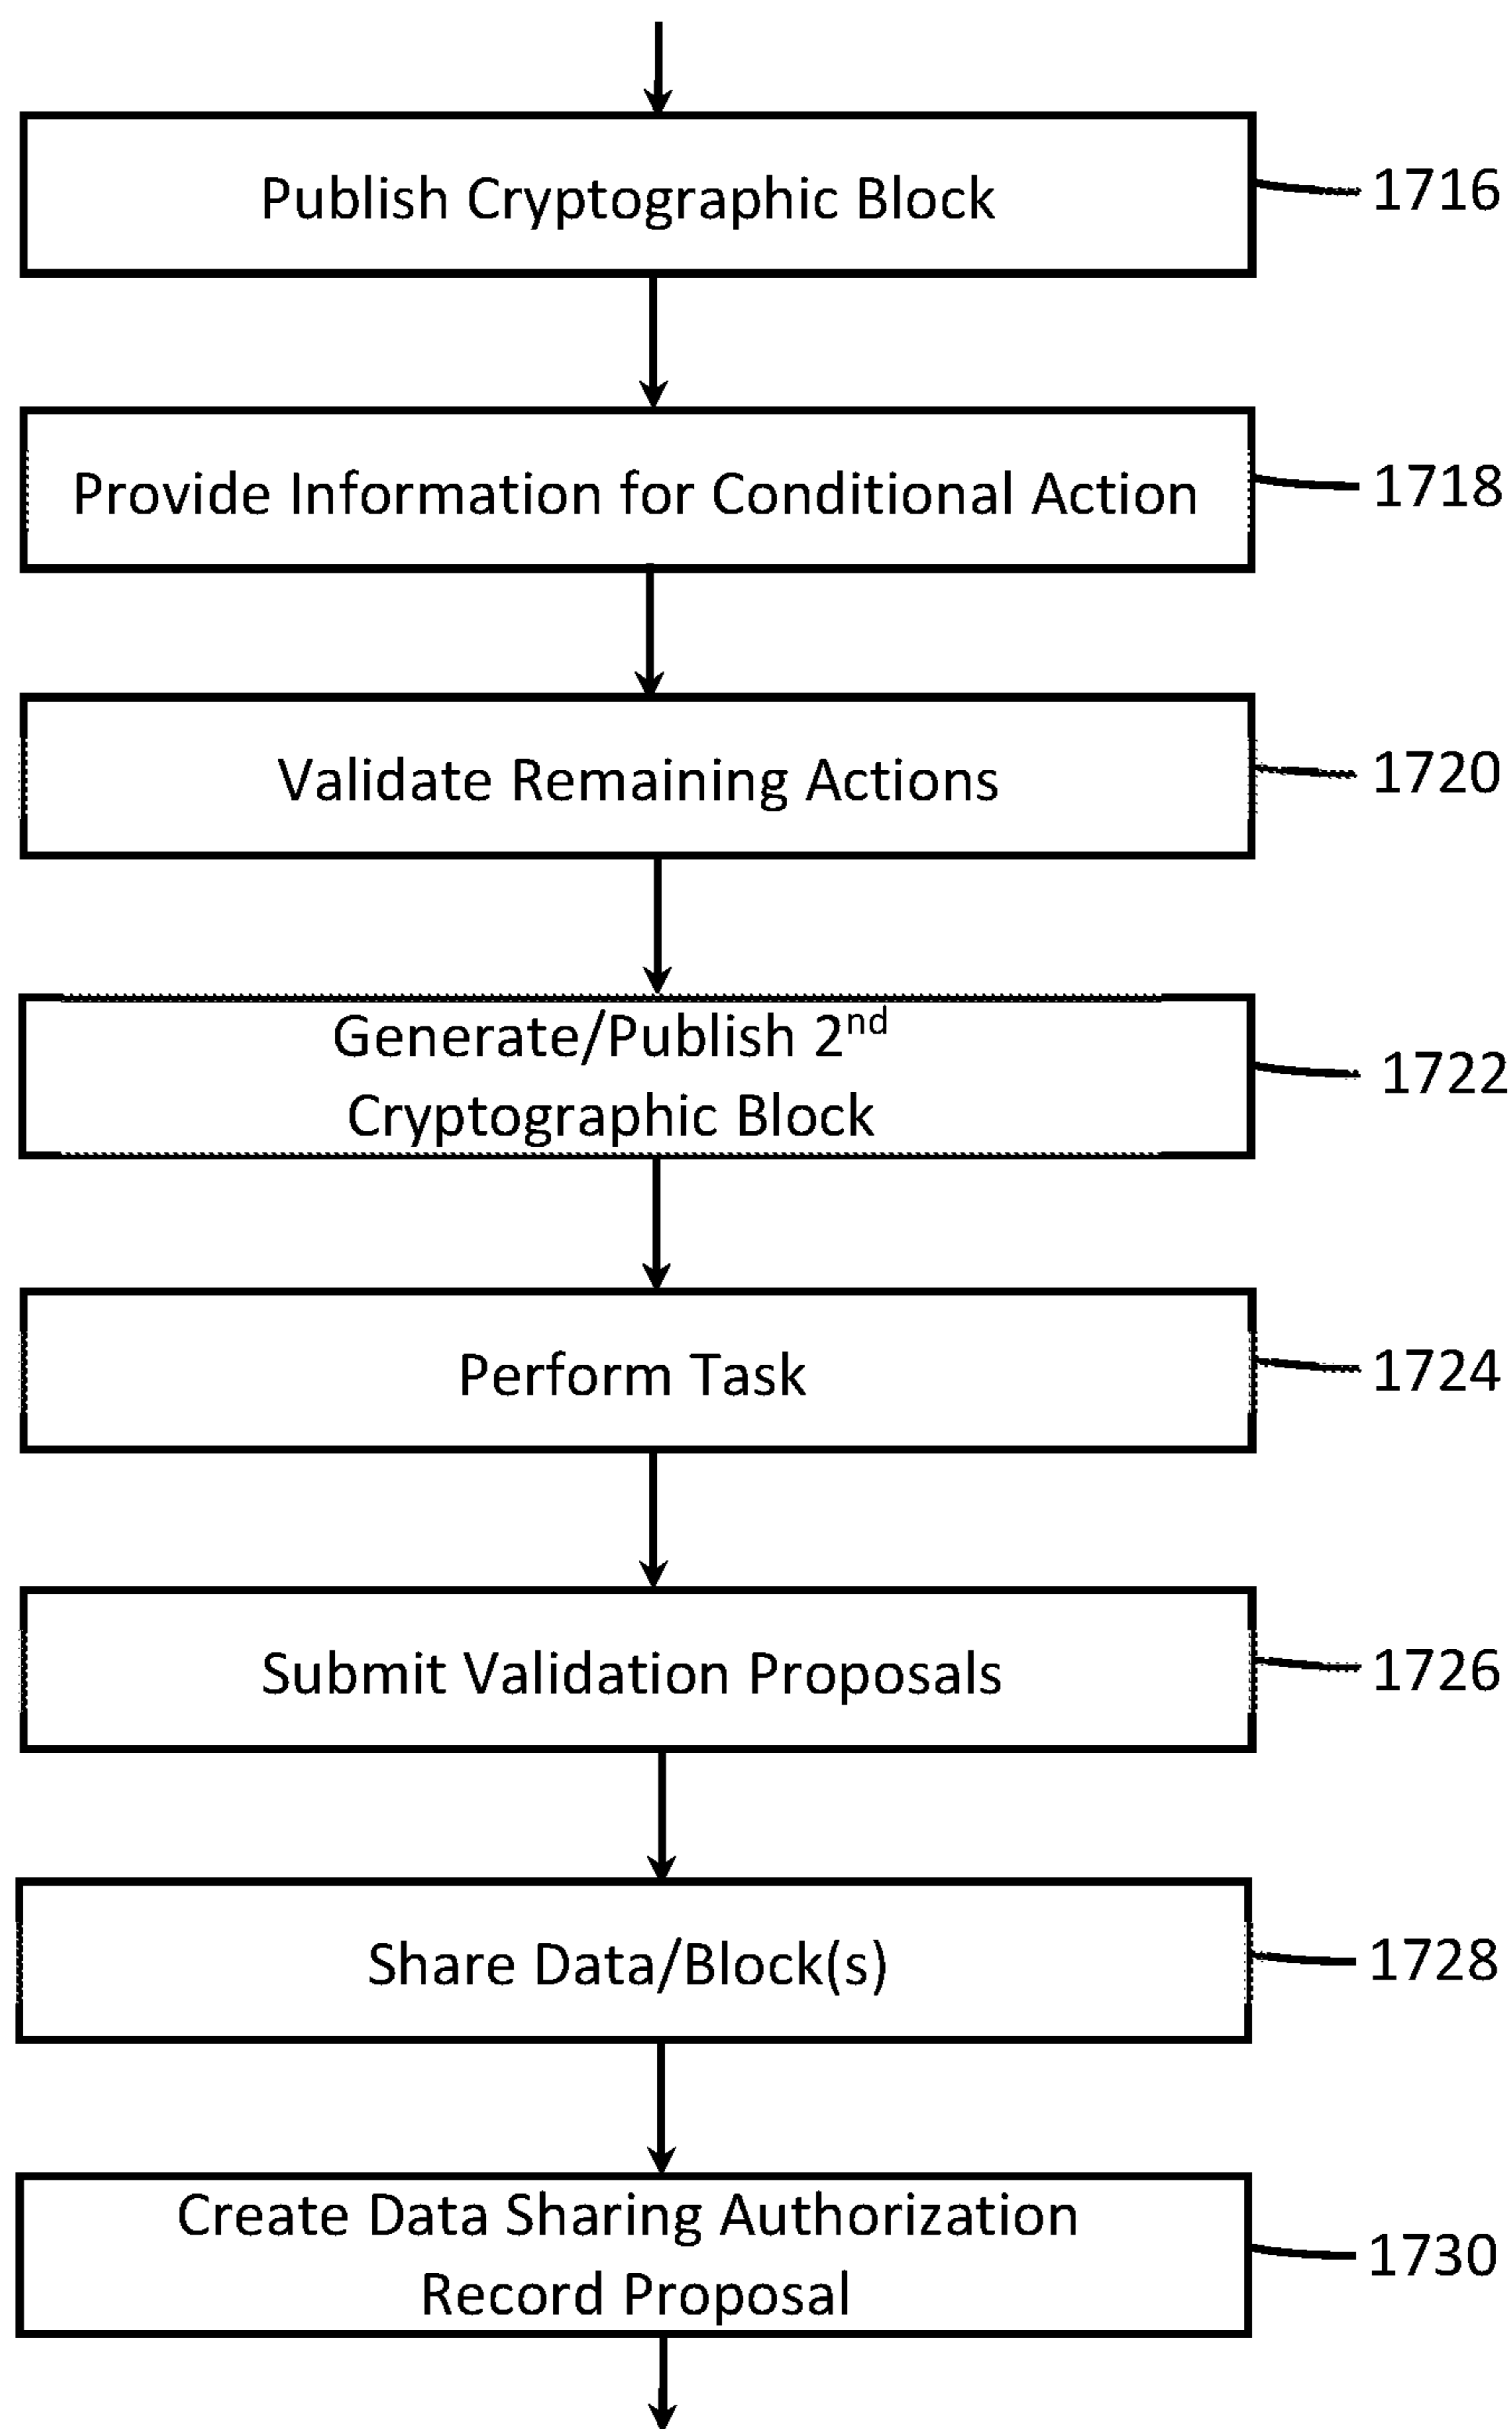 Publish Cryptographic Block
1716
Provide Information for Conditional Action
1718
Validate Remaining Actions
1720
Generate/Publish 2nd
Cryptographic Block
1722
Perform Task
1724
Submit Validation Proposals
1726
Share Data/Block(s)
1728
Create Data Sharing Authorization
Record Proposal
1730